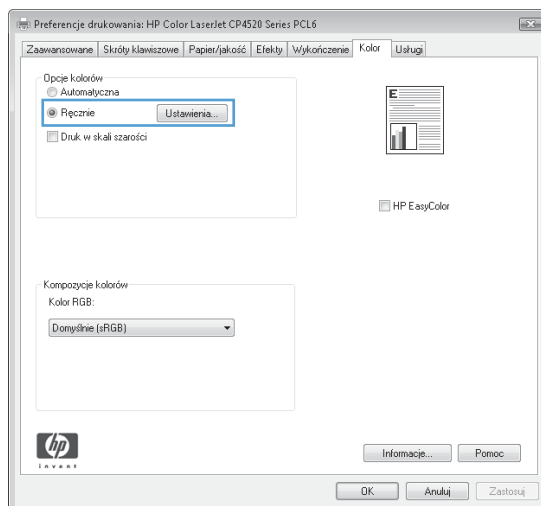 Preferencje drukowania: HP Color LaserJet CP4520 Series PCL6
Zaawansowane Skróty klawiszowe Papier/jakość Efekty Wykończenie Kolor Usługi
Opcje kolorów
Automatyczna
Ręcznie Ustawienia...
Druk w skali szarości
E
HP EasyColor
Kompozycje kolorów
Kolor RGB:
Domyślnie (sRGB)
hp
invent
Informacje... Pomoc
OK Anuluj Zastosuj